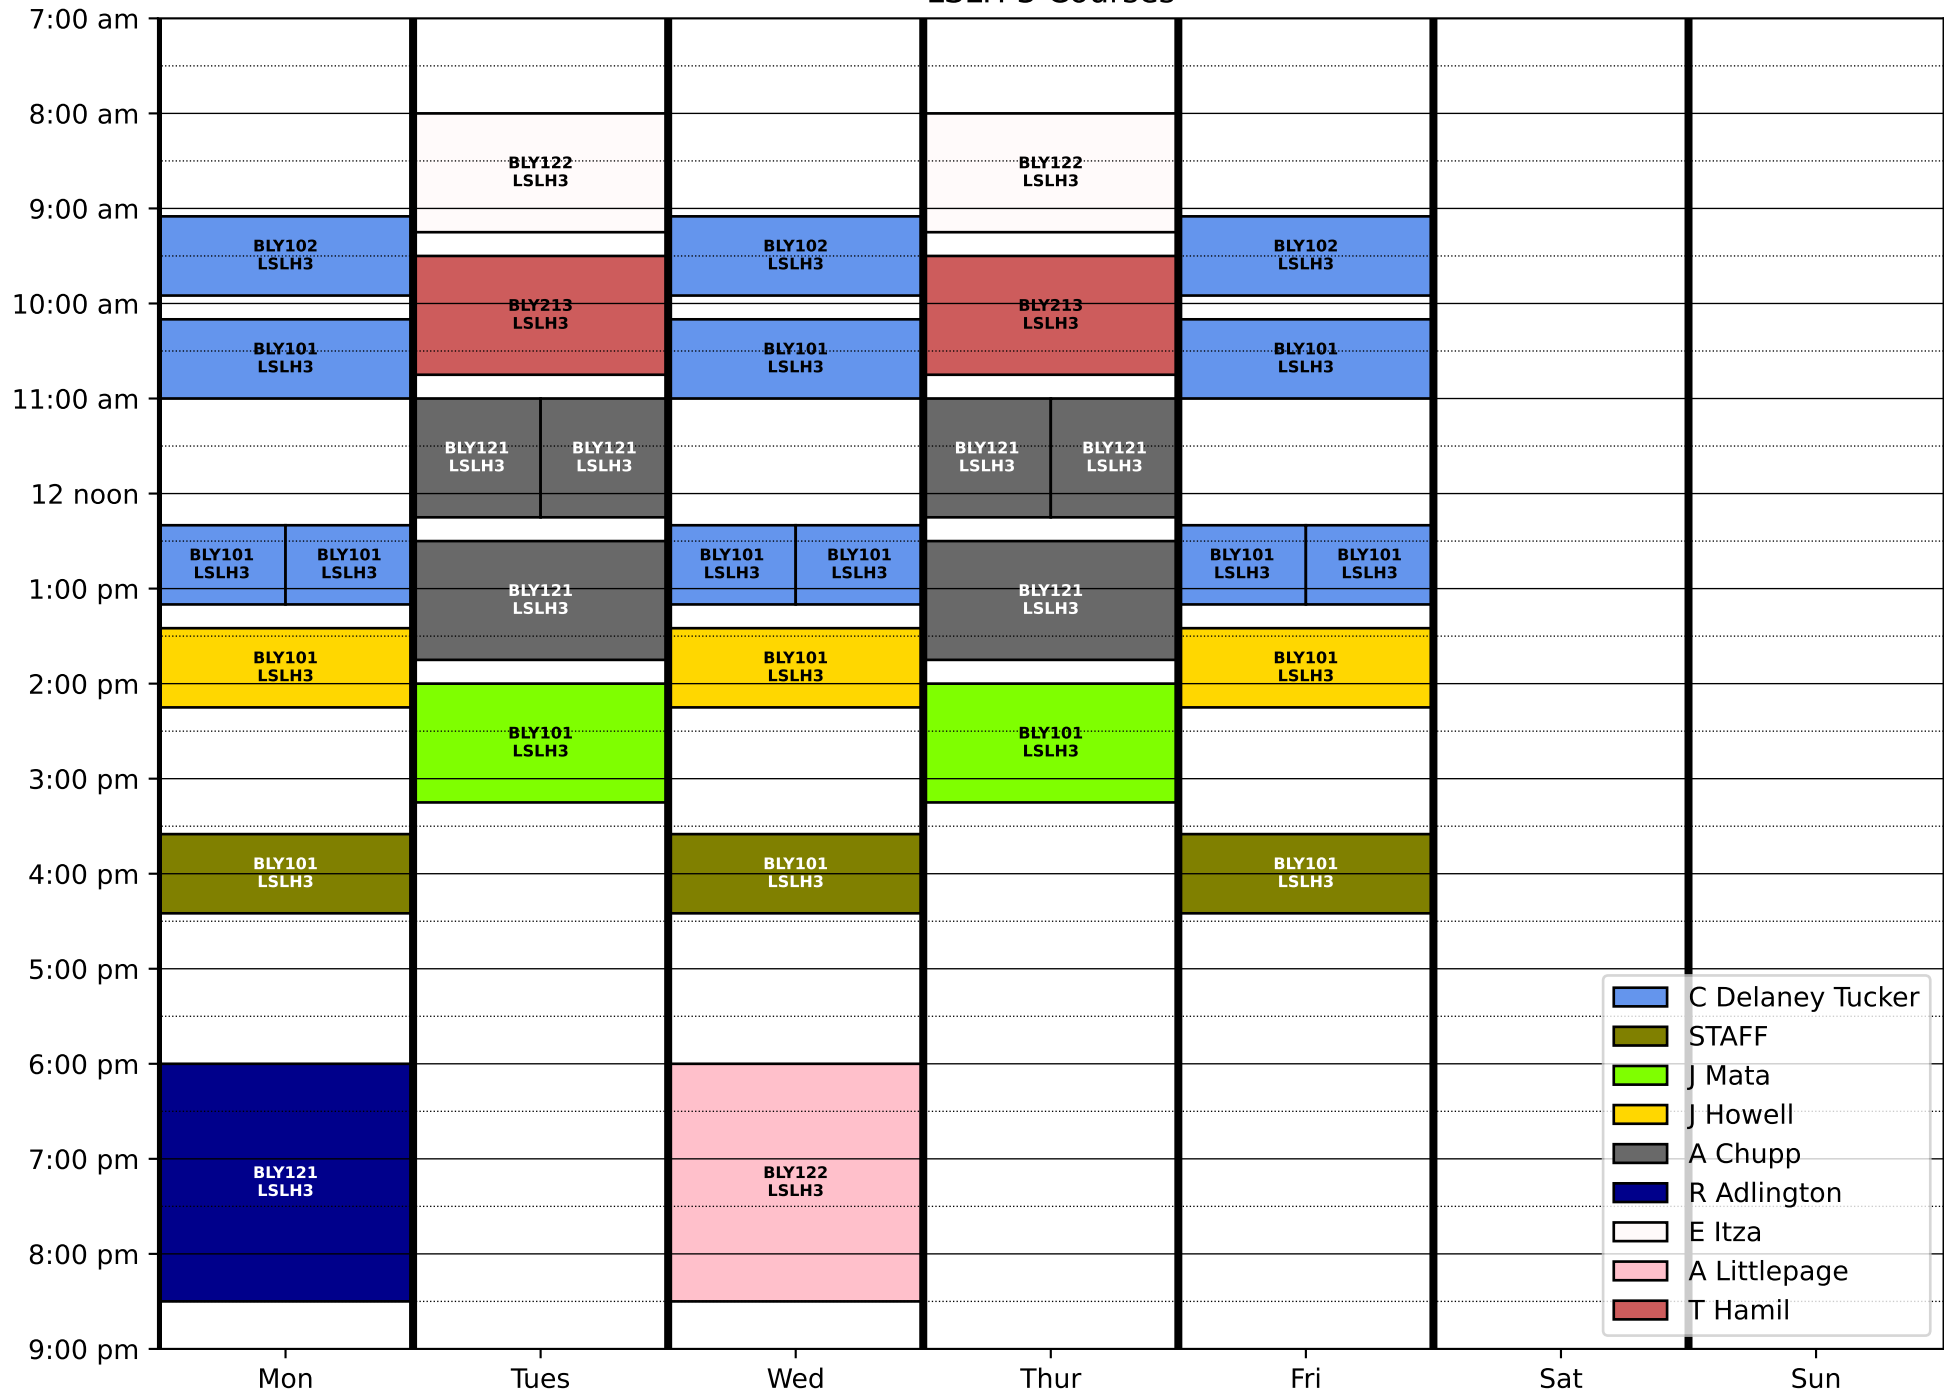 7:00 am
8:00 am
BLY122
LSLH3
BLY122
LSLH3
9:00 am
BLY102
LSLH3
BLY102
LSLH3
BLY102
LSLH3
10:00 am
BLY213
LSLH3
BLY213
LSLH3
BLY101
LSLH3
BLY101
LSLH3
BLY101
LSLH3
11:00 am
BLY121
LSLH3
BLY121
LSLH3
BLY121
LSLH3
BLY121
LSLH3
12 noon
BLY101
LSLH3
BLY101
LSLH3
BLY101
LSLH3
BLY101
LSLH3
BLY101
LSLH3
BLY101
LSLH3
1:00 pm
BLY121
LSLH3
BLY121
LSLH3
BLY101
LSLH3
BLY101
LSLH3
BLY101
LSLH3
2:00 pm
BLY101
LSLH3
BLY101
LSLH3
3:00 pm
BLY101
LSLH3
BLY101
LSLH3
BLY101
LSLH3
4:00 pm
5:00 pm
6:00 pm
7:00 pm
BLY121
LSLH3
BLY122
LSLH3
8:00 pm
9:00 pm
C Delaney Tucker
STAFF
J Mata
J Howell
A Chupp
R Adlington
E Itza
A Littlepage
T Hamil
Mon Tues Wed Thur Fri Sat Sun